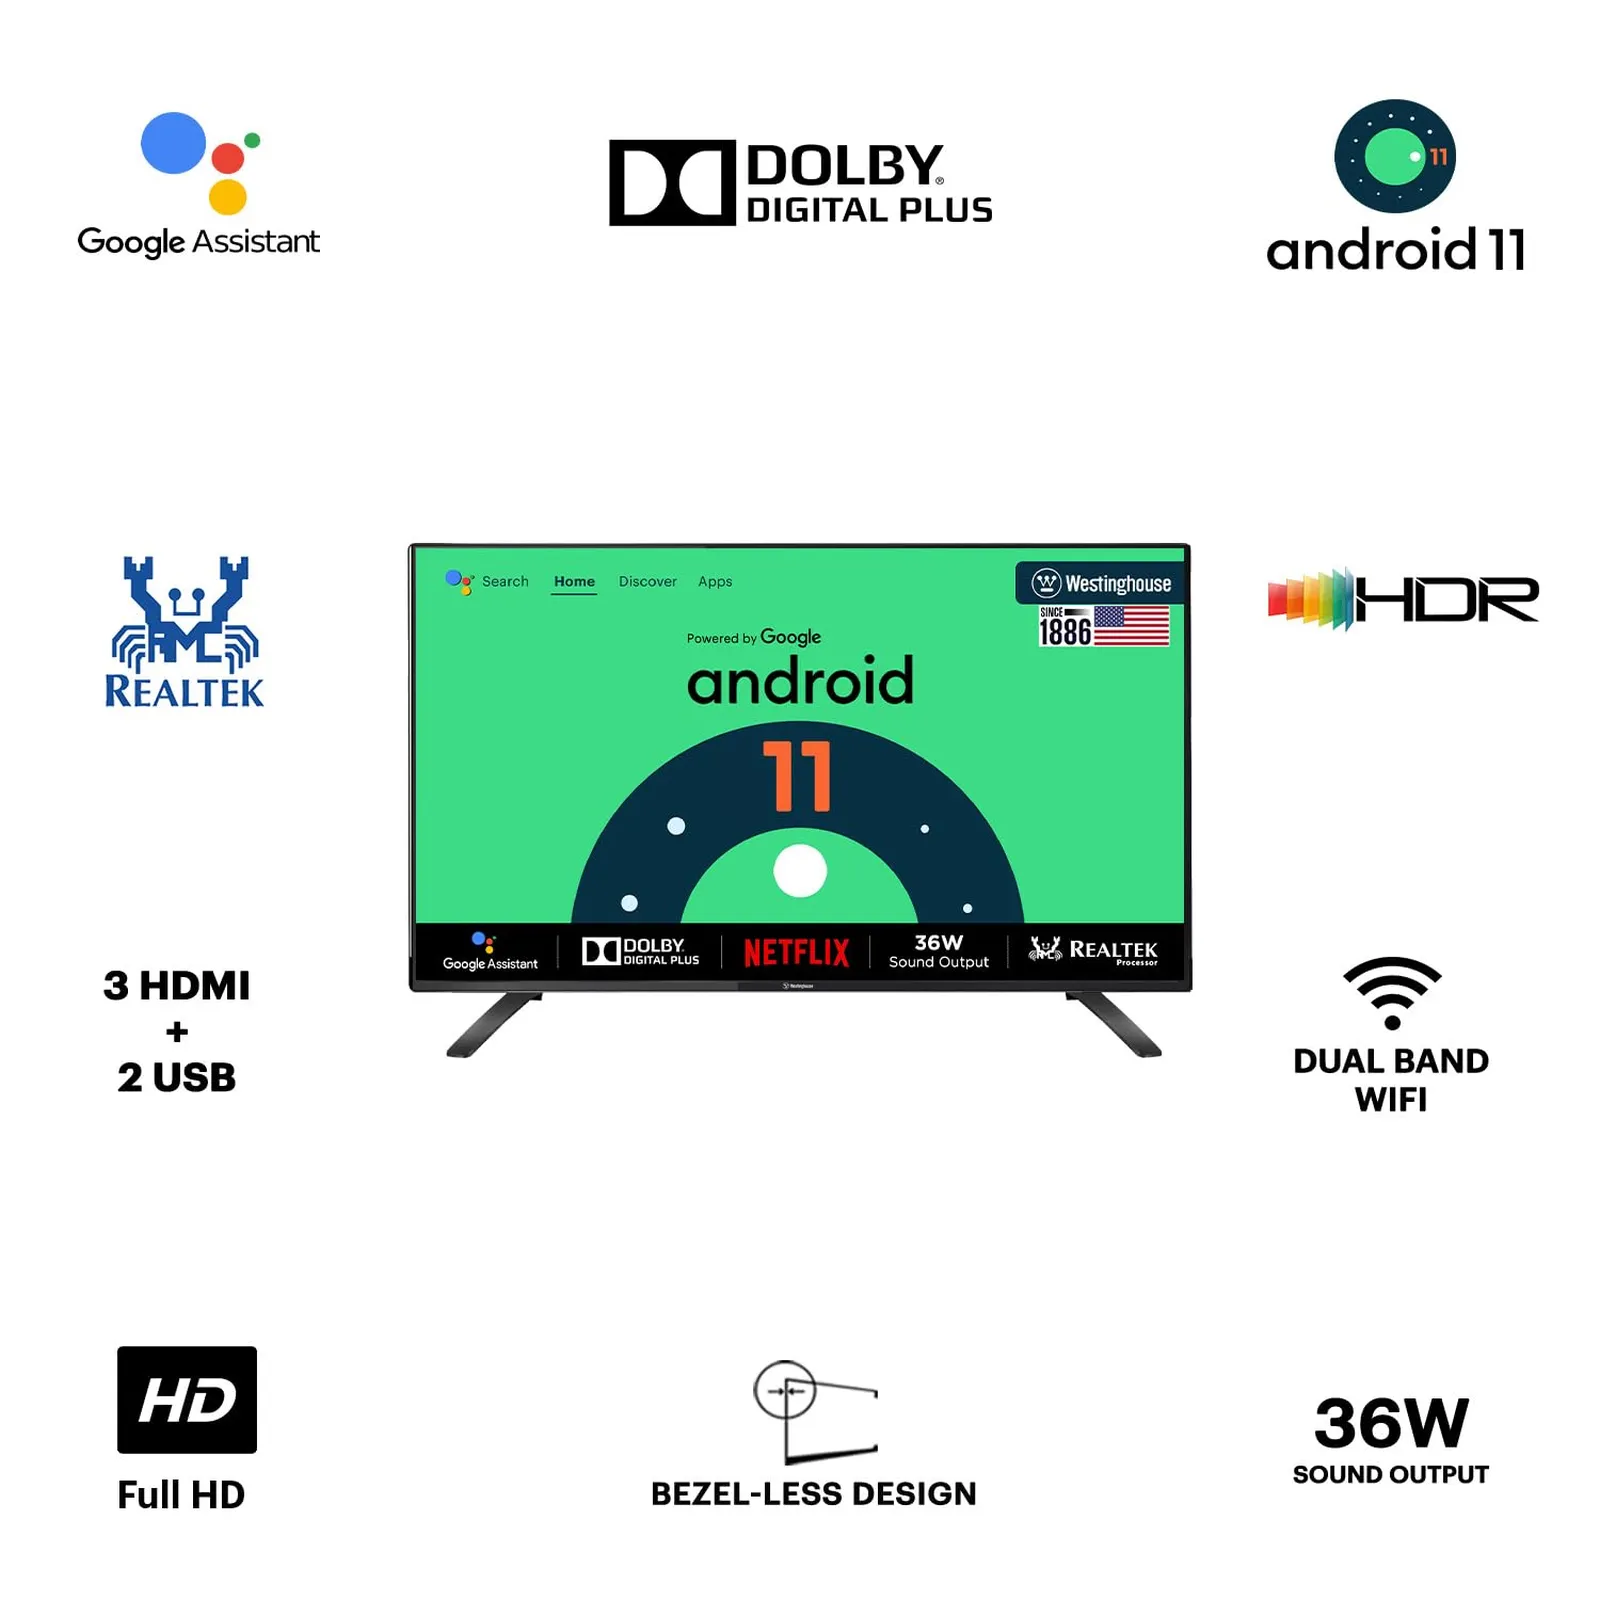 Google Assistant
DOLBY®
DIGITAL PLUS
11
android 11
AMC
REALTEK
Search Home Discover Apps
Westinghouse
SINCE
1886
Powered by Google
android
11
Google Assistant
DOLBY
DIGITAL PLUS
NETFLIX
36W
Sound Output
REALTEK
Processor
Westinghouse
HDR
3 HDMI
+
2 USB
DUAL BAND
WIFI
HD
Full HD
BEZEL-LESS DESIGN
36W
SOUND OUTPUT